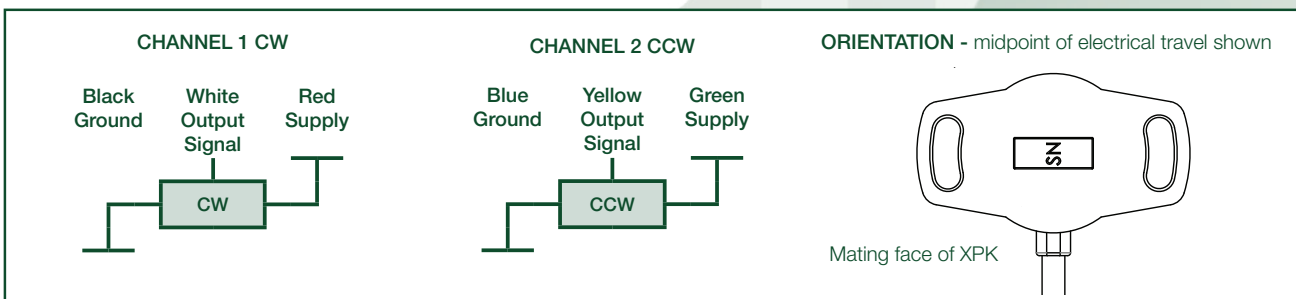 CHANNEL 1 CW
Black
Ground
White
Output
Signal
Red
Supply
CW
CHANNEL 2 CCW
Blue
Ground
Yellow
Output
Signal
Green
Supply
CCW
ORIENTATION - midpoint of electrical travel shown
SN
Mating face of XPK